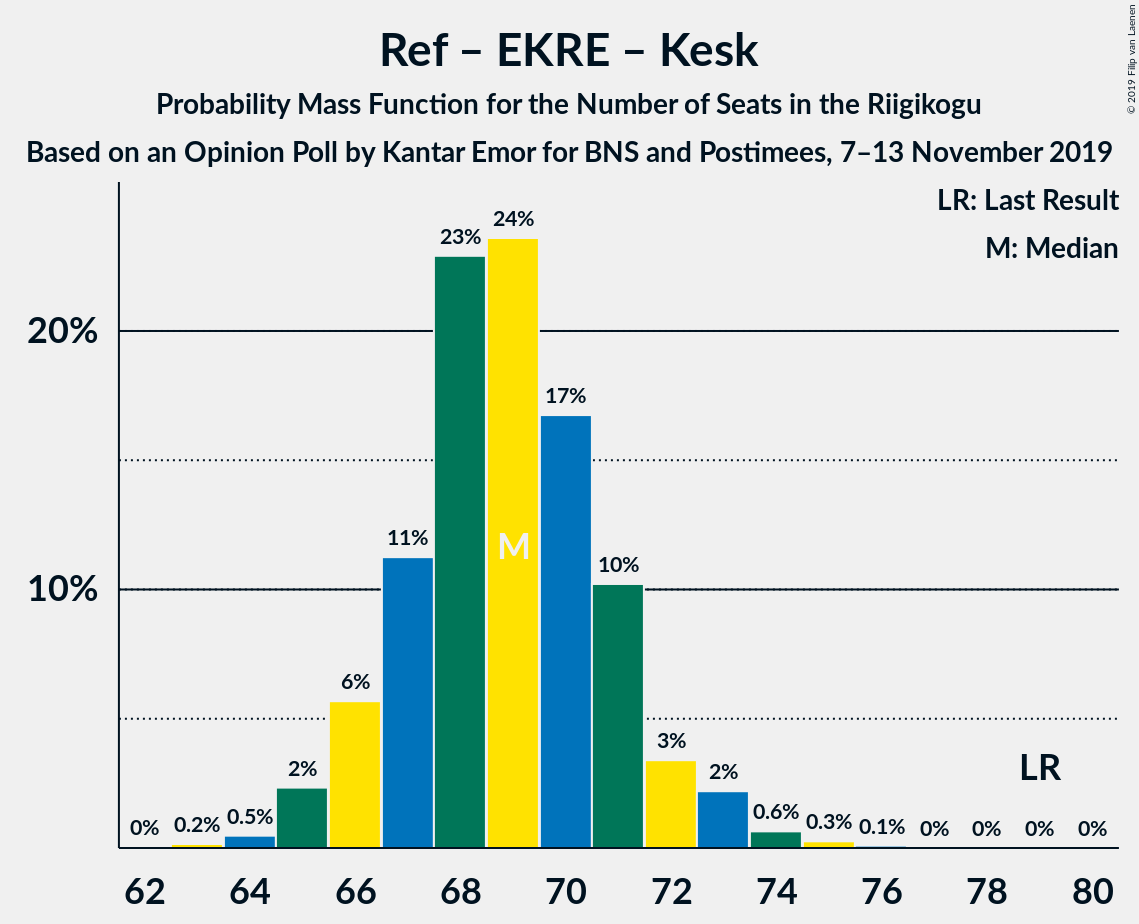 Ref – EKRE – Kesk
Probability Mass Function for the Number of Seats in the Riigikogu
Based on an Opinion Poll by Kantar Emor for BNS and Postimees, 7–13 November 2019
© 2019 Filip van Laenen
LR: Last Result
M: Median
20%
10%
0%
0.2%
0.5%
2%
6%
11%
23%
24%
17%
10%
3%
2%
0.6%
0.3%
0.1%
0%
0%
0%
0%
M
LR
62 64 66 68 70 72 74 76 78 80